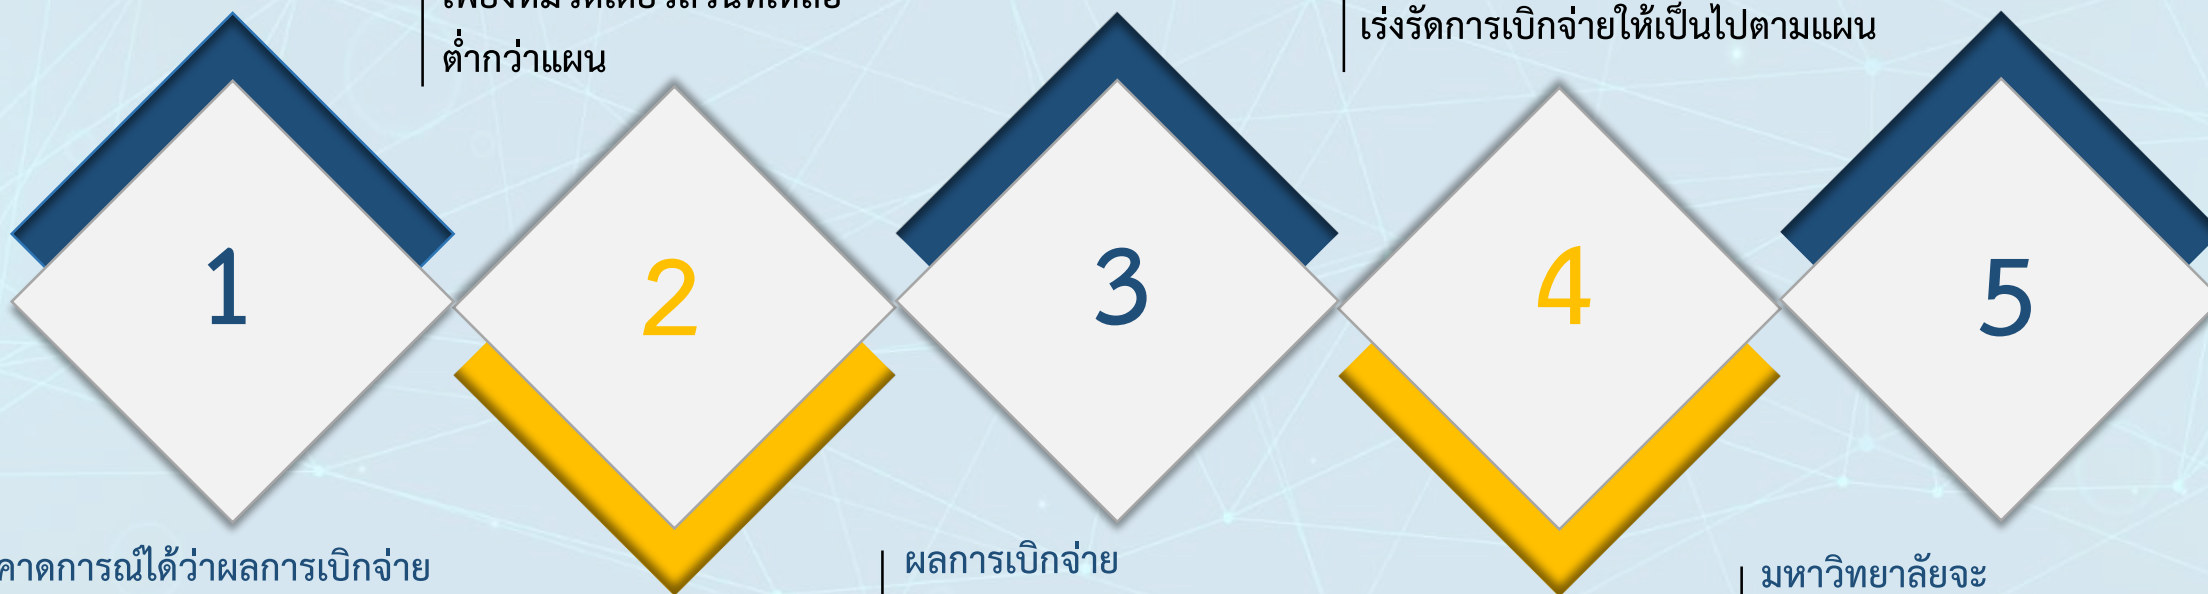 ต่ำกว่าแผน
เร่งรัดการเบิกจ่ายให้เป็นไปตามแผน
1
2
3
4
5
คาดการณ์ได้ว่าผลการเบิกจ่าย
ผลการเบิกจ่าย
มหาวิทยาลัยจะ